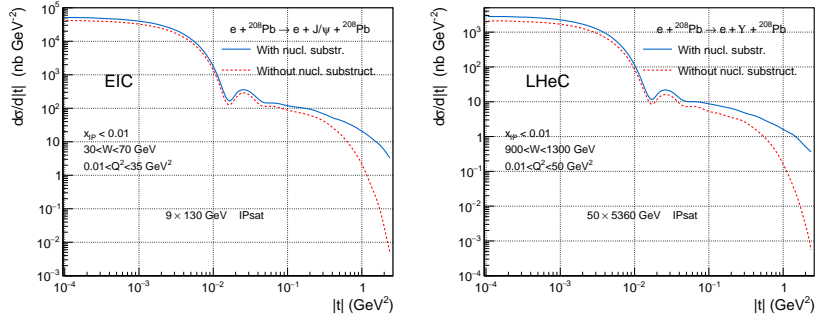 dσ/d|t| (nb GeV⁻²)
10⁵
10⁴
10³
10²
10
1
10⁻¹
10⁻²
10⁻³
e + ²⁰⁸Pb → e + J/ψ + ²⁰⁸Pb
With nucl. substr.
Without nucl. substruct.
EIC
x_IP < 0.01
30<W<70 GeV
0.01<Q²<35 GeV²
9 × 130 GeV IPsat
10⁻⁴ 10⁻³ 10⁻² 10⁻¹ 1
|t| (GeV²)
dσ/d|t| (nb GeV⁻²)
10³
10²
10
1
10⁻¹
10⁻²
10⁻³
e + ²⁰⁸Pb → e + Υ + ²⁰⁸Pb
With nucl. substr.
Without nucl. substruct.
LHeC
x_IP < 0.01
900<W<1300 GeV
0.01<Q²<50 GeV²
50 × 5360 GeV IPsat
10⁻⁴ 10⁻³ 10⁻² 10⁻¹ 1
|t| (GeV²)